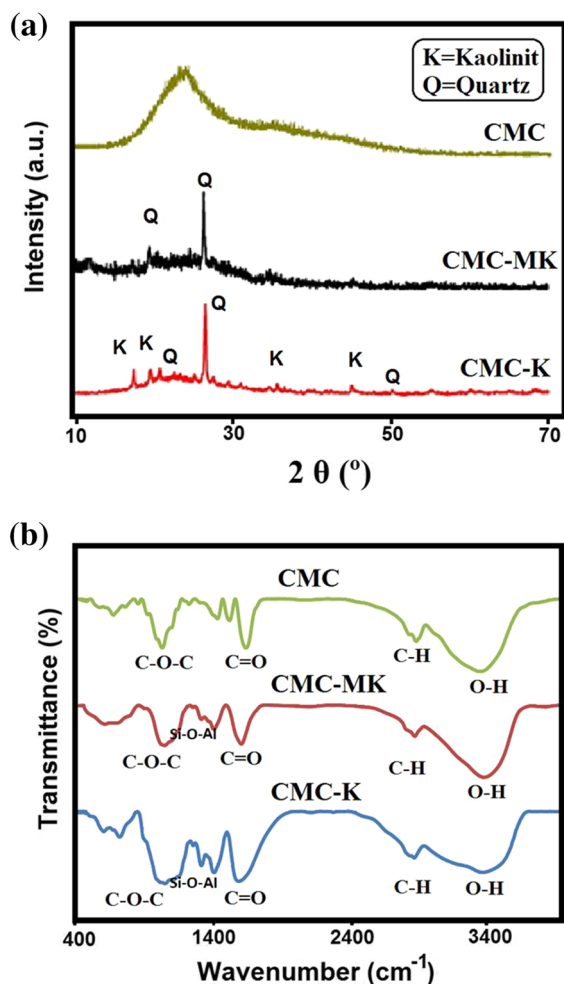 (a)
K=Kaolinit
Q=Quartz
CMC
Q
Q
CMC-MK
Q
K K Q K K Q
CMC-K
Intensity (a.u.)
10 30 50 70
2 θ (º)
(b)
CMC
C-O-C C=O C-H O-H
CMC-MK
Si-O-Al
C-O-C C=O C-H O-H
CMC-K
Si-O-Al
C-O-C C=O C-H O-H
Transmittance (%)
400 1400 2400 3400
Wavenumber (cm-1)